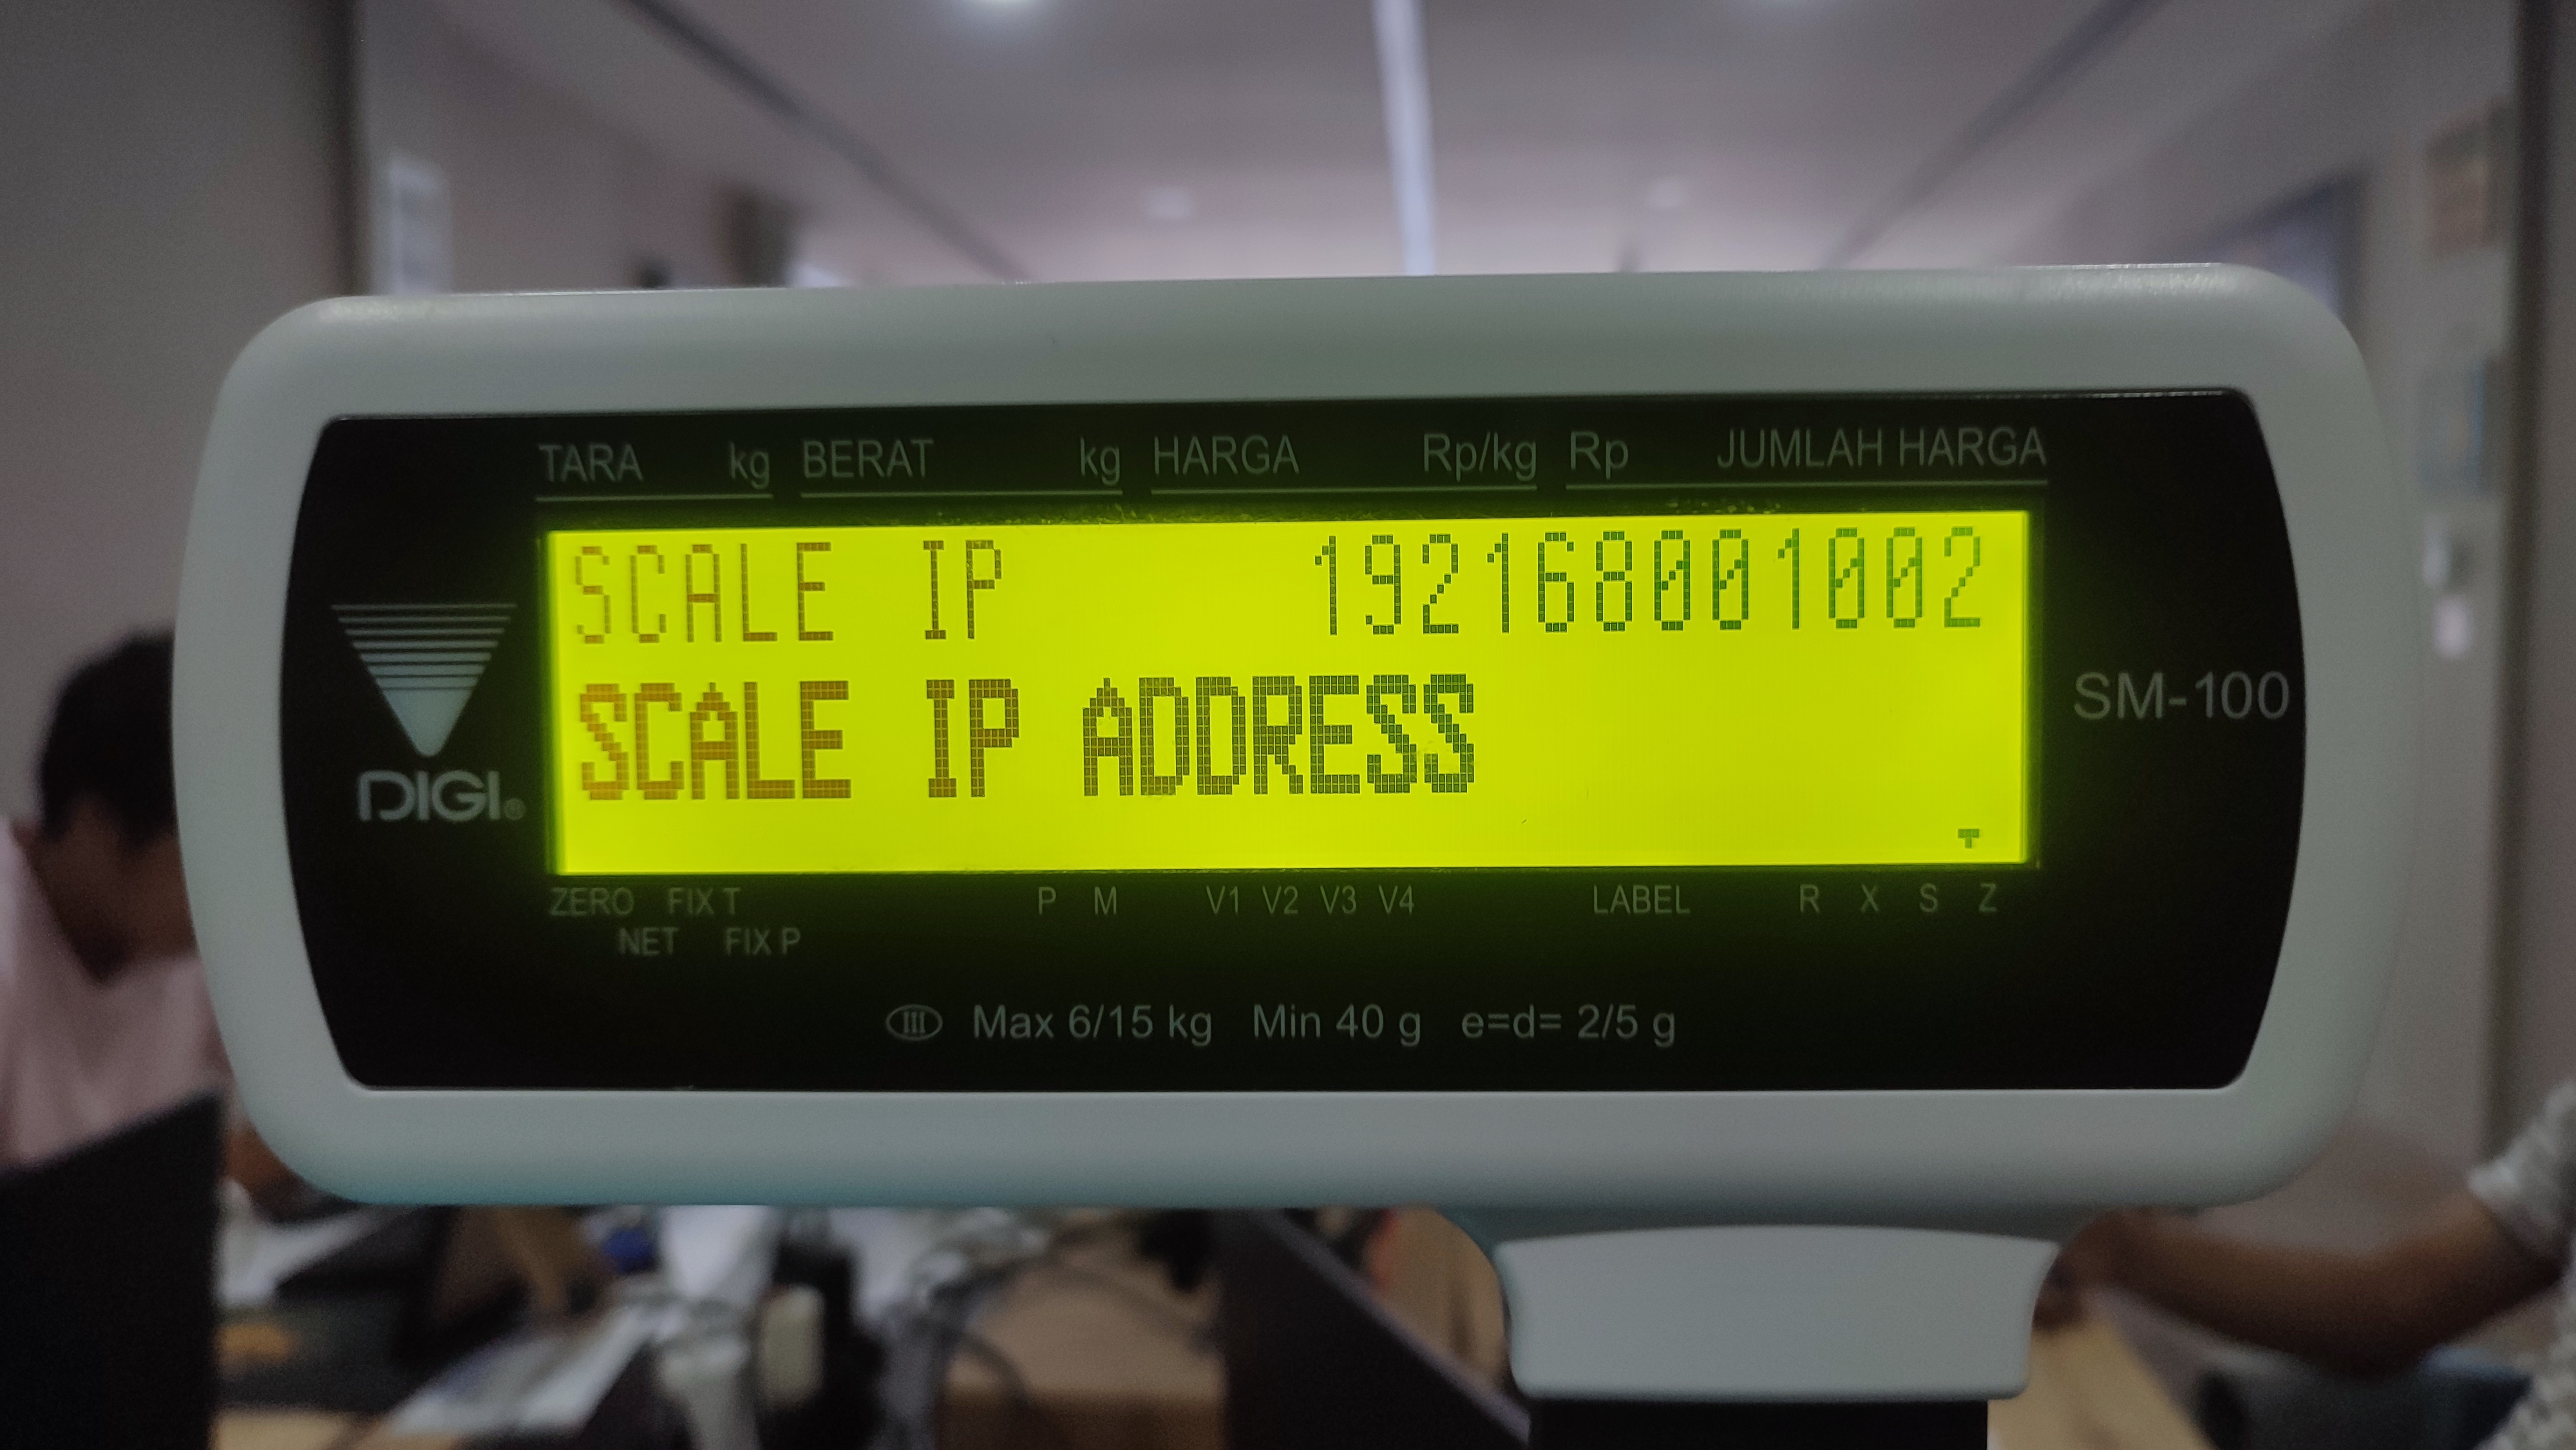 TARA kg BERAT kg HARGA Rp/kg Rp JUMLAH HARGA
SCALE IP 192168001002
SCALE IP ADDRESS
DIGI®
SM-100
ZERO FIX T P M V1 V2 V3 V4 LABEL R X S Z
NET FIX P
III Max 6/15 kg Min 40 g e=d= 2/5 g